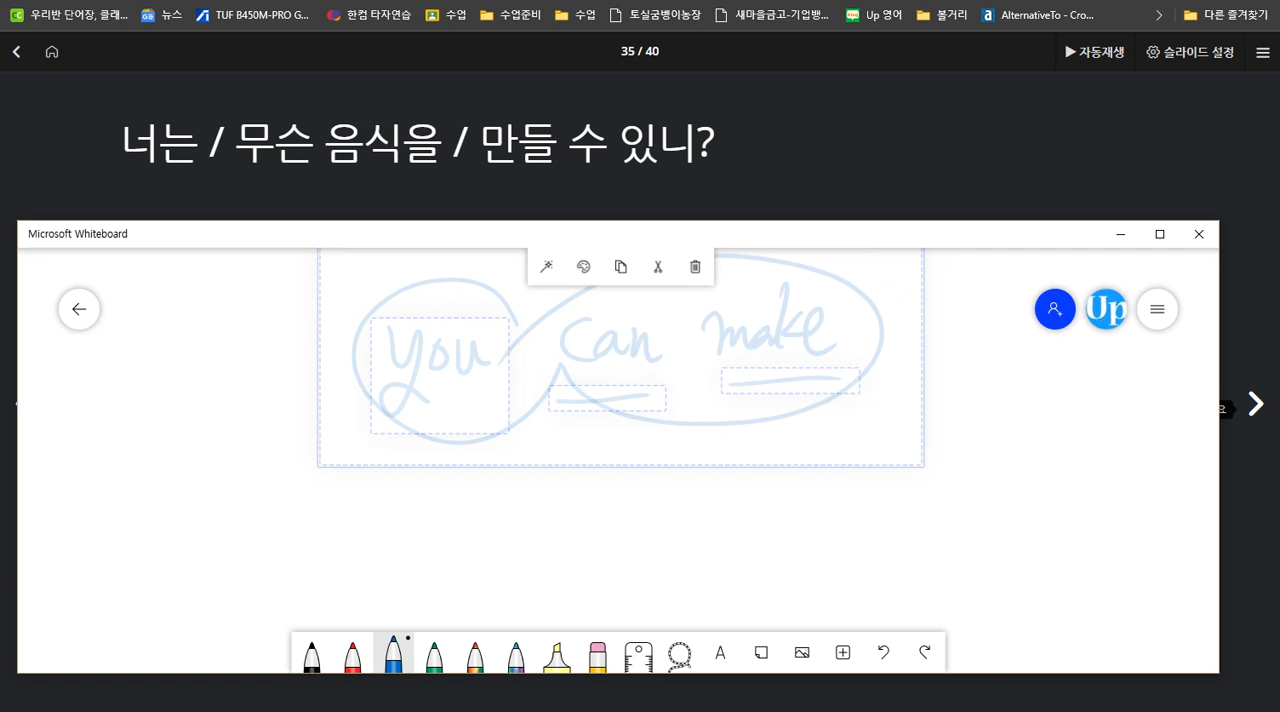 우리반 단어장, 클래... 뉴스 TUF B450M-PRO G... 한컴 타자연습 수업 수업준비 수업 토실굼벵이농장 새마을금고-기업뱅... Up 영어 볼거리 AlternativeTo - Cro... 다른 즐겨찾기
35 / 40 자동재생 슬라이드 설정
너는 / 무슨 음식을 / 만들 수 있니?
Microsoft Whiteboard
you can make
Up
요